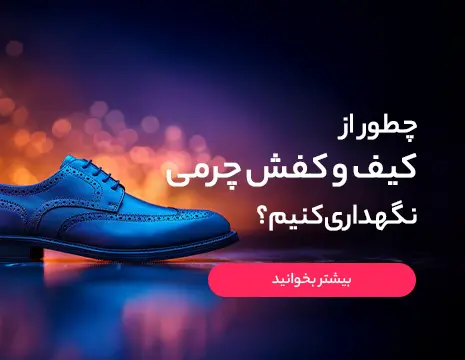 چطور از
کیف و کفش چرمی
نگهداری کنیم؟
بیشتر بخوانید